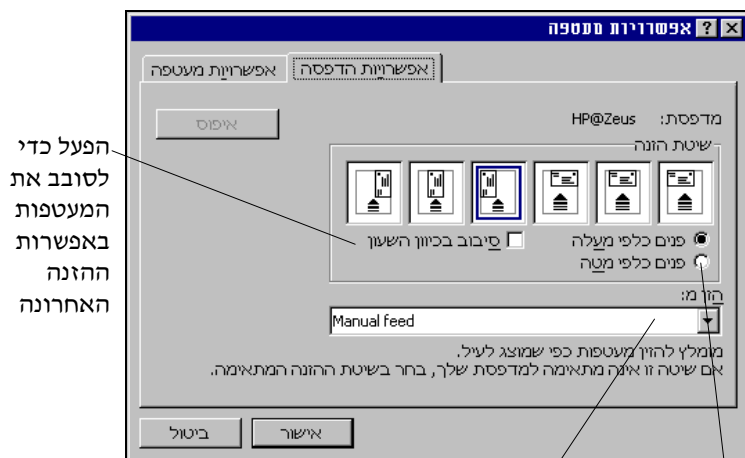 אפשרויות מעטפה
אפשרויות הדפסה
אפשרויות מעטפה
מדפסת: HP@Zeus
איפוס
שיטת הזנה
פנים כלפי מעלה
סיבוב בכיוון השעון
פנים כלפי מטה
הזן מ:
Manual feed
מומלץ להזין מעטפות כפי שמוצג לעיל.
אם שיטה זו אינה מתאימה למדפסת שלך, בחר בשיטת ההזנה המתאימה.
אישור
ביטול
הפעל כדי
לסובב את
המעטפות
באפשרות
ההזנה
האחרונה